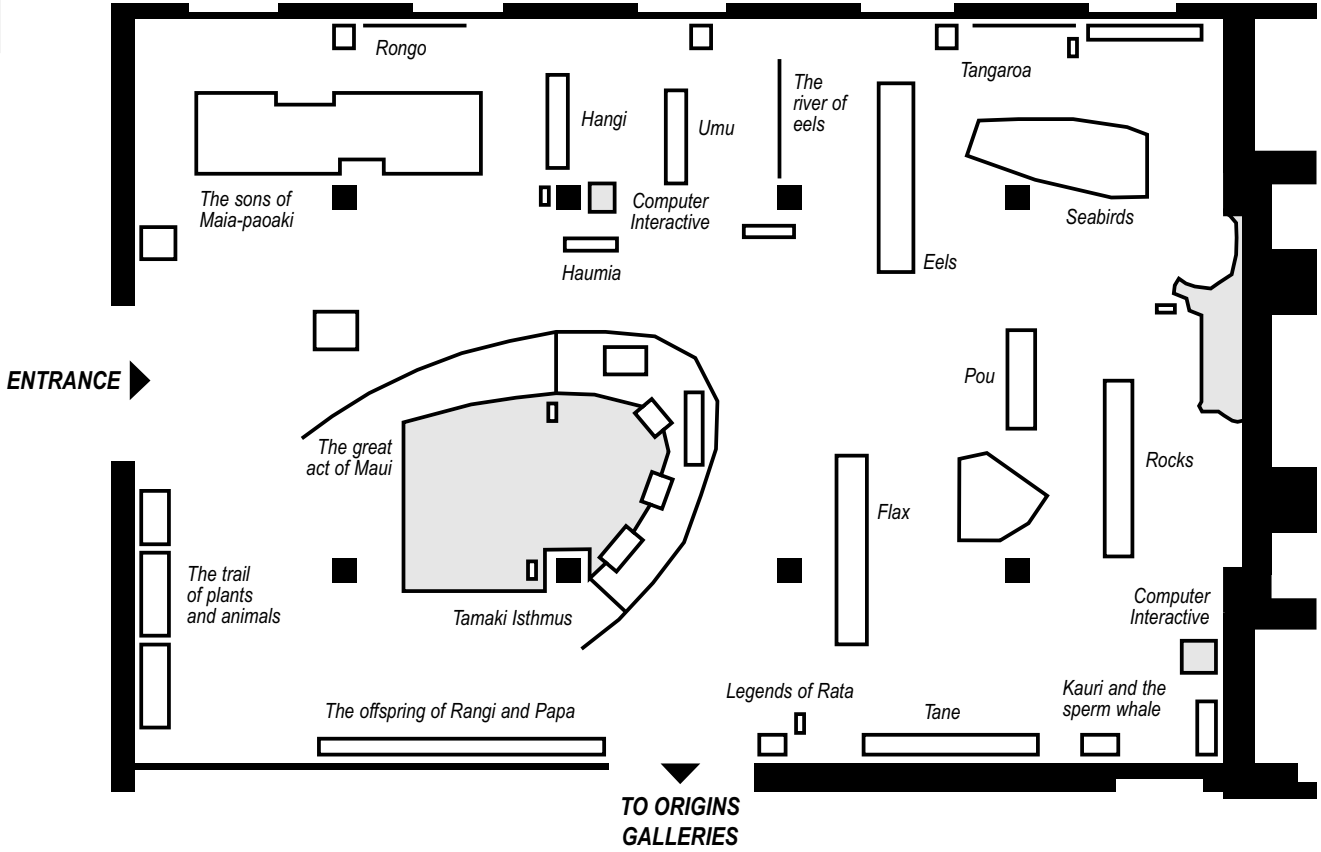 Rongo
Tangaroa
The
river of
eels
Hangi
Umu
The sons of
Maia-paoaki
Computer
Interactive
Seabirds
Haumia
Eels
ENTRANCE
Pou
The great
act of Maui
Rocks
Flax
The trail
of plants
and animals
Tamaki Isthmus
Computer
Interactive
Legends of Rata
Kauri and the
sperm whale
The offspring of Rangi and Papa
Tane
TO ORIGINS
GALLERIES